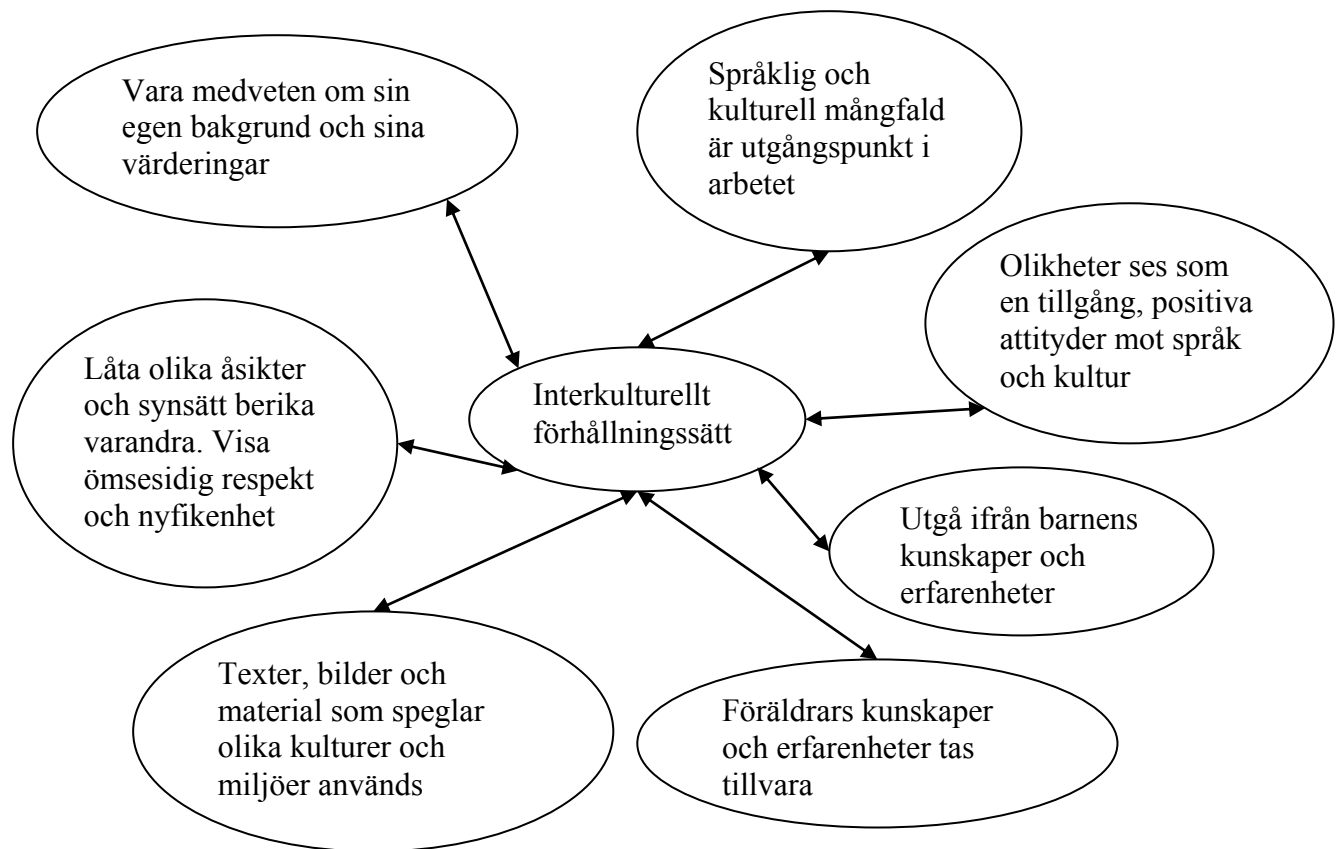 Vara medveten om sin
egen bakgrund och sina
värderingar
Språklig och
kulturell mångfald
är utgångspunkt i
arbetet
Olikheter ses som
en tillgång, positiva
attityder mot språk
och kultur
Låta olika åsikter
och synsätt berika
varandra. Visa
ömsesidig respekt
och nyfikenhet
Interkulturellt
förhållningssätt
Utgå ifrån barnens
kunskaper och
erfarenheter
Texter, bilder och
material som speglar
olika kulturer och
miljöer används
Föräldrars kunskaper
och erfarenheter tas
tillvara